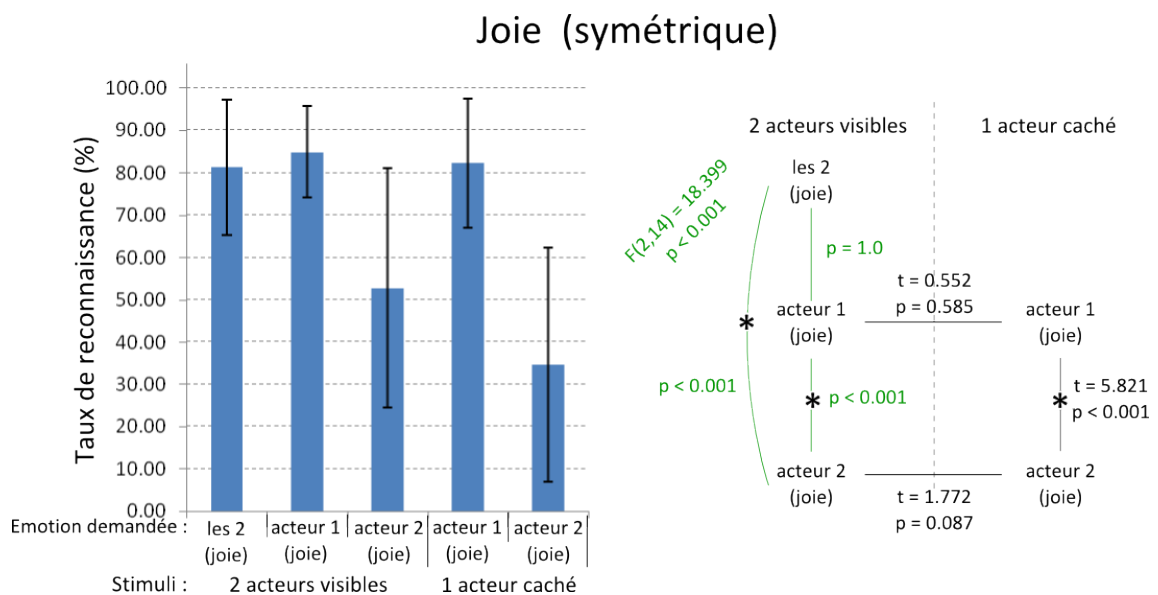 Joie (symétrique)
Taux de reconnaissance (%)
100.00
90.00
80.00
70.00
60.00
50.00
40.00
30.00
20.00
10.00
0.00
Emotion demandée :
les 2
(joie)
acteur 1
(joie)
acteur 2
(joie)
acteur 1
(joie)
acteur 2
(joie)
Stimuli :
2 acteurs visibles
1 acteur caché
2 acteurs visibles
1 acteur caché
les 2
(joie)
F(2,14) = 18.399
p < 0.001
p = 1.0
acteur 1
(joie)
t = 0.552
p = 0.585
acteur 1
(joie)
*
p < 0.001
*
p < 0.001
*
t = 5.821
p < 0.001
acteur 2
(joie)
t = 1.772
p = 0.087
acteur 2
(joie)